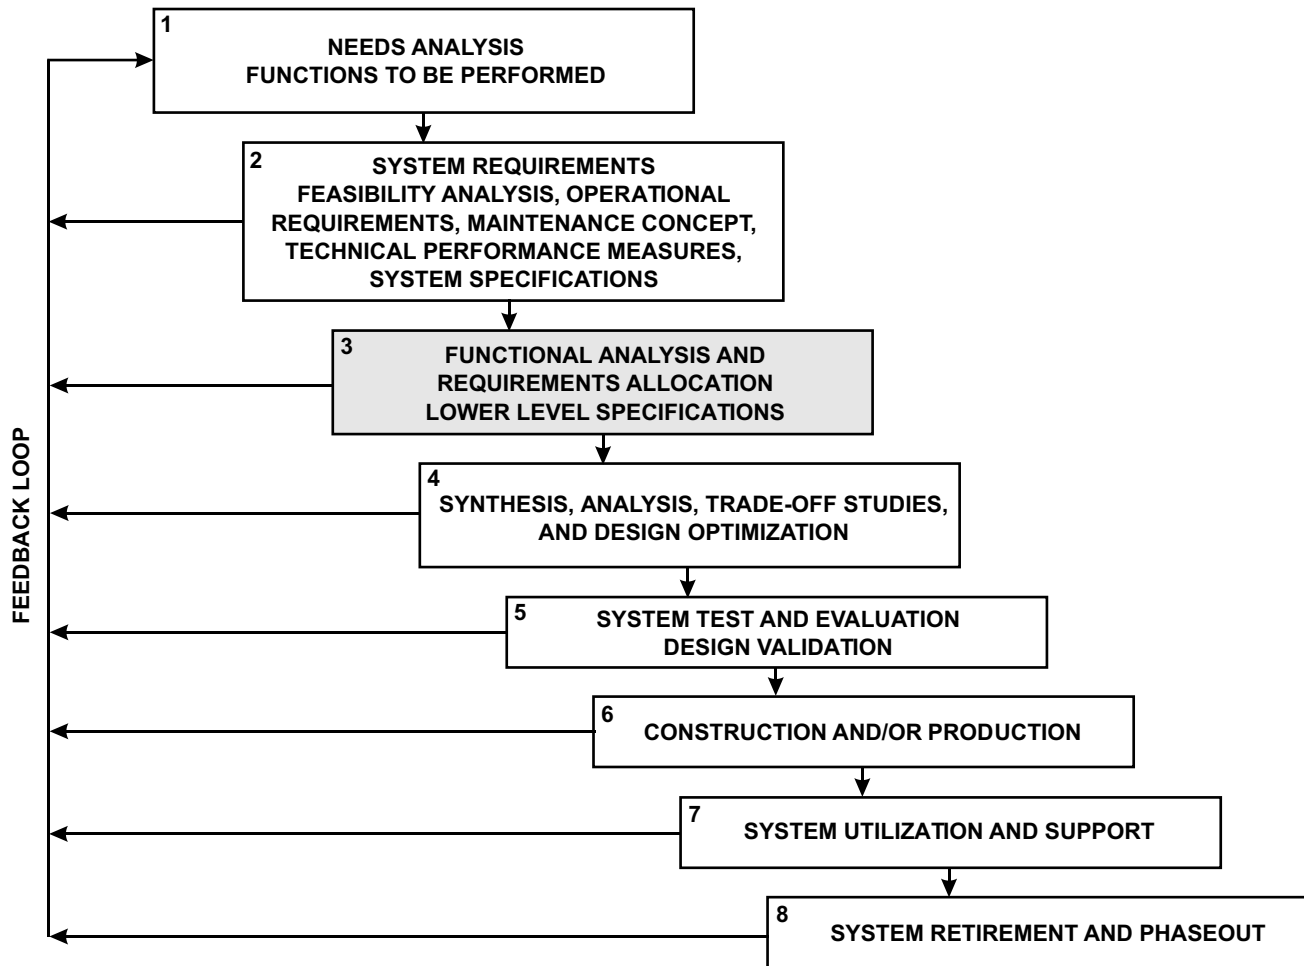 1
NEEDS ANALYSIS
FUNCTIONS TO BE PERFORMED
2
SYSTEM REQUIREMENTS
FEASIBILITY ANALYSIS, OPERATIONAL
REQUIREMENTS, MAINTENANCE CONCEPT,
TECHNICAL PERFORMANCE MEASURES,
SYSTEM SPECIFICATIONS
3
FUNCTIONAL ANALYSIS AND
REQUIREMENTS ALLOCATION
LOWER LEVEL SPECIFICATIONS
4
SYNTHESIS, ANALYSIS, TRADE-OFF STUDIES,
AND DESIGN OPTIMIZATION
5
SYSTEM TEST AND EVALUATION
DESIGN VALIDATION
6
CONSTRUCTION AND/OR PRODUCTION
7
SYSTEM UTILIZATION AND SUPPORT
8
SYSTEM RETIREMENT AND PHASEOUT
FEEDBACK LOOP